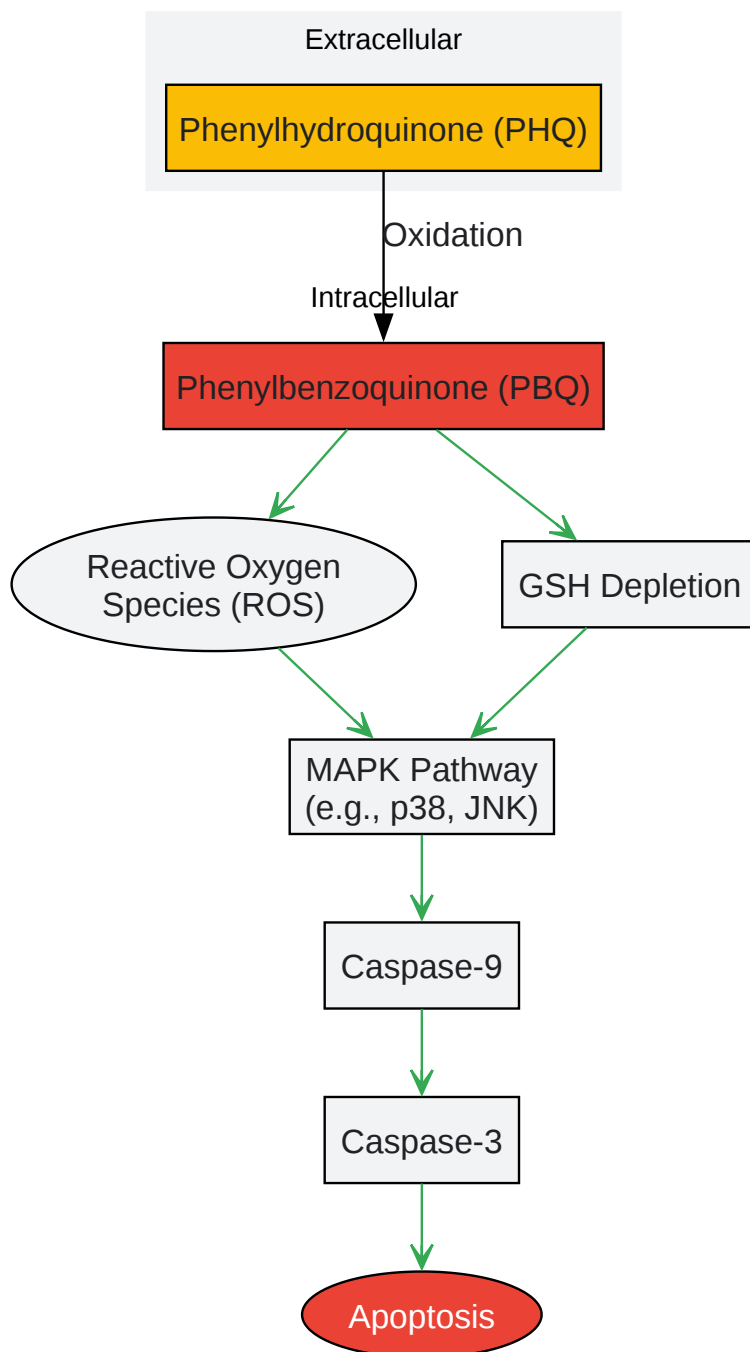 Extracellular
Phenylhydroquinone (PHQ)
Oxidation
Intracellular
Phenylbenzoquinone (PBQ)
Reactive Oxygen
Species (ROS)
GSH Depletion
MAPK Pathway
(e.g., p38, JNK)
Caspase-9
Caspase-3
Apoptosis